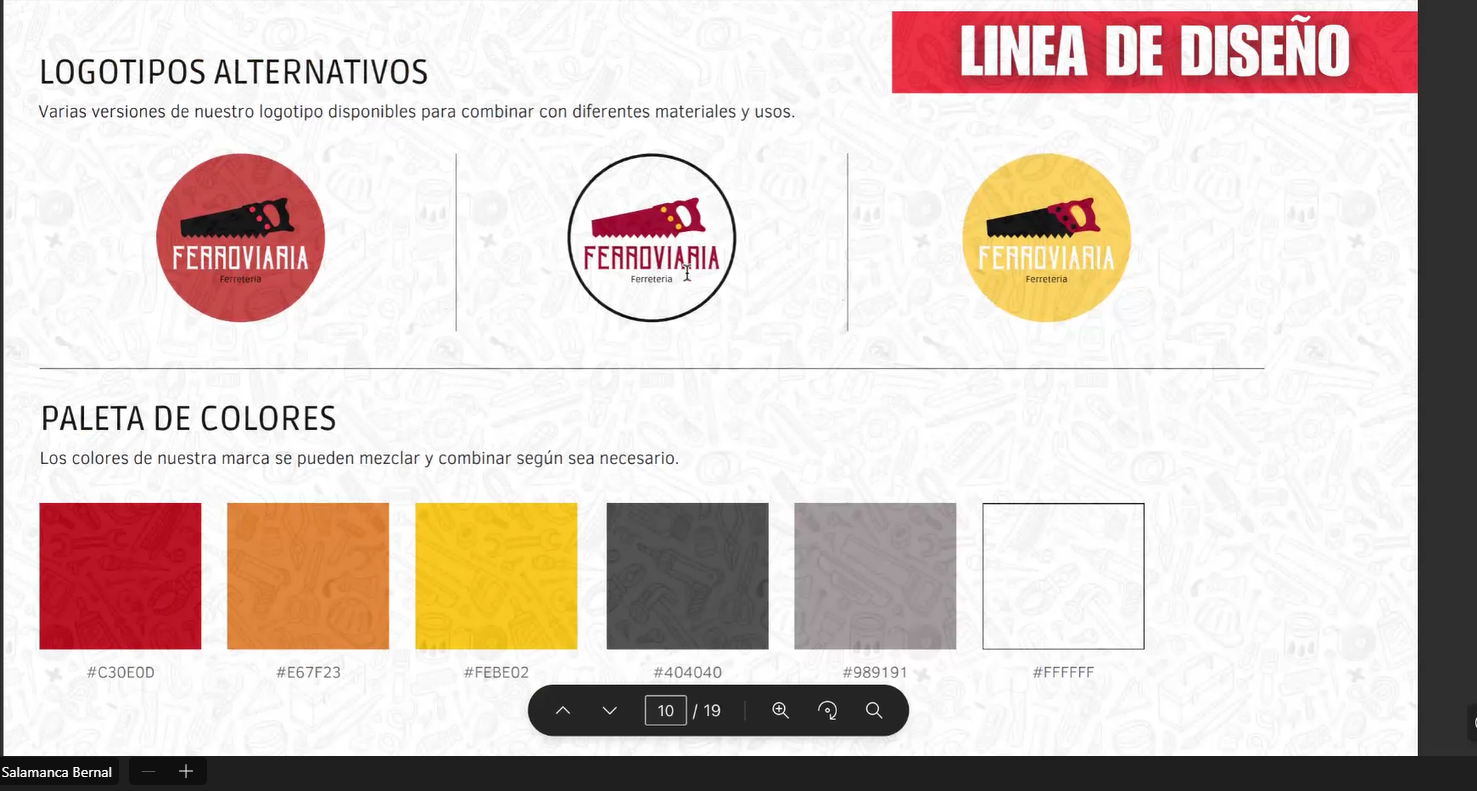 LINEA DE DISEÑO
LOGOTIPOS ALTERNATIVOS
Varias versiones de nuestro logotipo disponibles para combinar con diferentes materiales y usos.
FERROVIARIA
Ferreteria
FERROVIARIA
Ferreteria
FERROVIARIA
Ferreteria
PALETA DE COLORES
Los colores de nuestra marca se pueden mezclar y combinar según sea necesario.
#C30E0D
#E67F23
#FEBE02
#404040
#989191
#FFFFFF
10 / 19
Salamanca Bernal